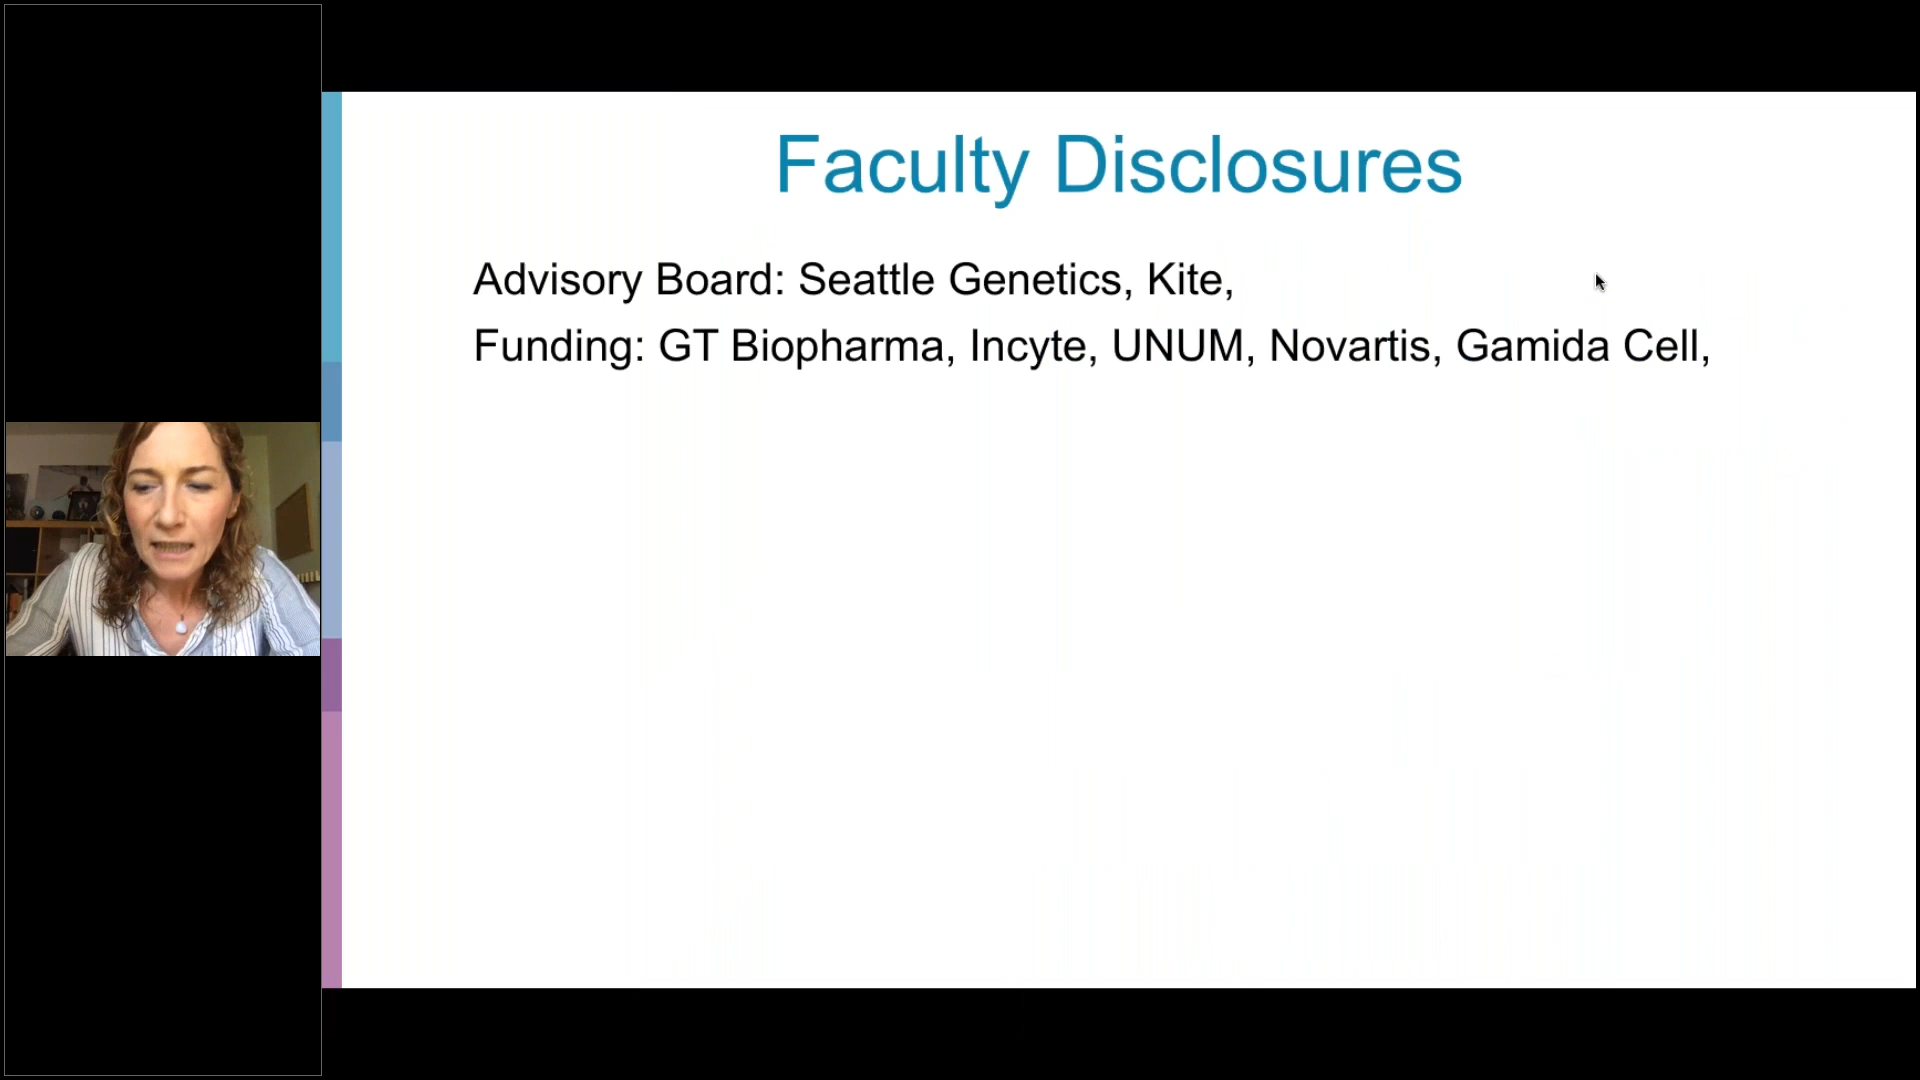 Faculty Disclosures
Advisory Board: Seattle Genetics, Kite,
Funding: GT Biopharma, Incyte, UNUM, Novartis, Gamida Cell,